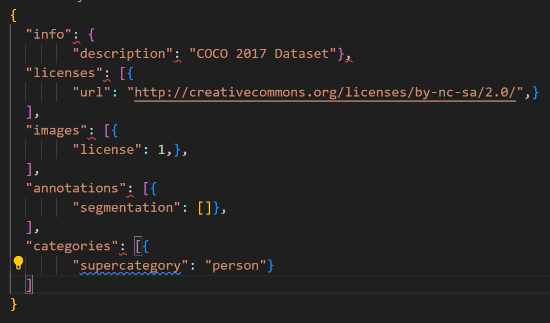 {
"info": {
"description": "COCO 2017 Dataset"},
"licenses": [{
"url": "http://creativecommons.org/licenses/by-nc-sa/2.0/",}
],
"images": [{
"license": 1,},
],
"annotations": [{
"segmentation": []},
],
"categories": [{
"supercategory": "person"}
]
}